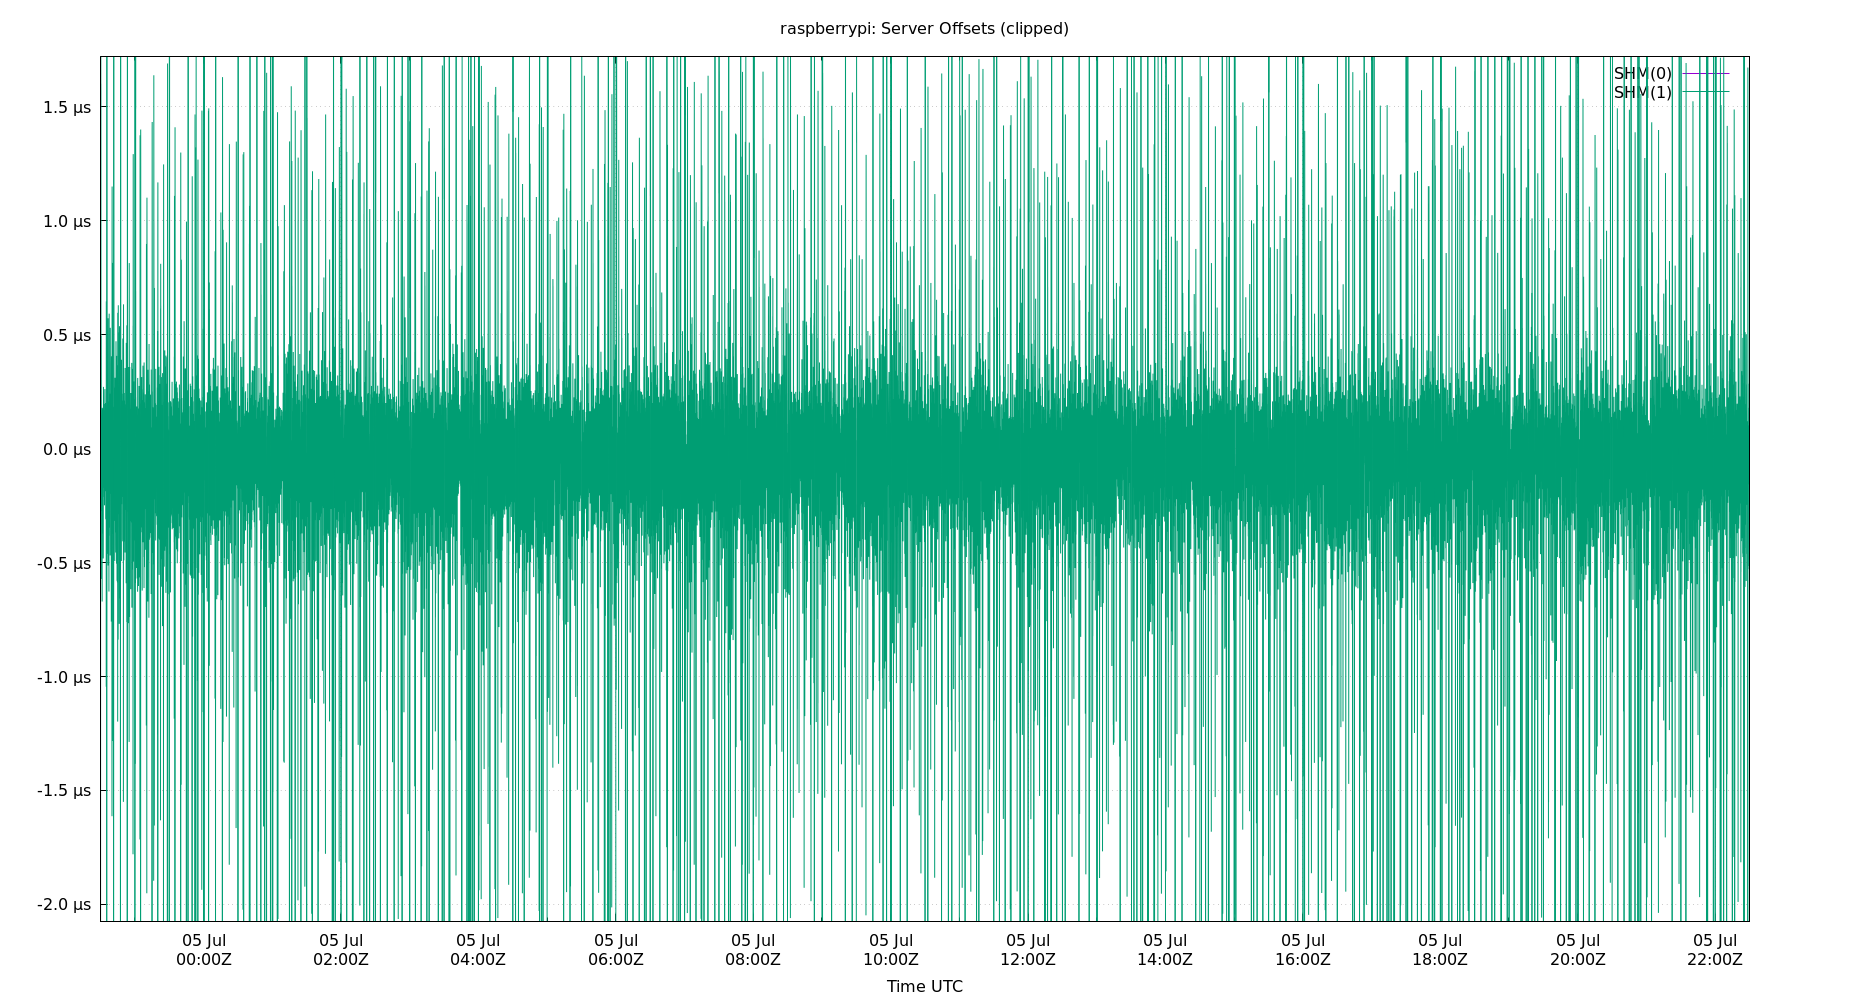 raspberrypi: Server Offsets (clipped)
SHM(0)
SHM(1)
1.5 µs
1.0 µs
0.5 µs
0.0 µs
-0.5 µs
-1.0 µs
-1.5 µs
-2.0 µs
05 Jul 05 Jul 05 Jul 05 Jul 05 Jul 05 Jul 05 Jul 05 Jul 05 Jul 05 Jul 05 Jul 05 Jul
00:00Z 02:00Z 04:00Z 06:00Z 08:00Z 10:00Z 12:00Z 14:00Z 16:00Z 18:00Z 20:00Z 22:00Z
Time UTC